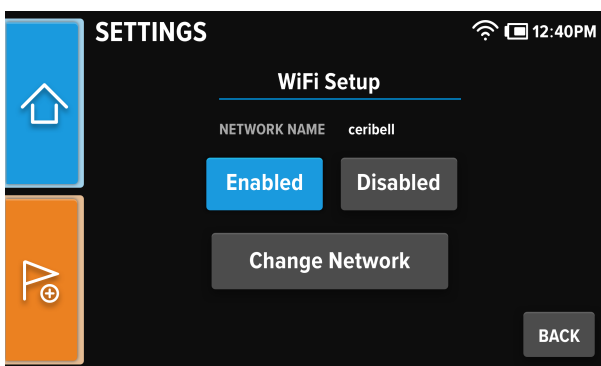 SETTINGS 12:40PM
WiFi Setup
NETWORK NAME ceribell
Enabled Disabled
Change Network
BACK